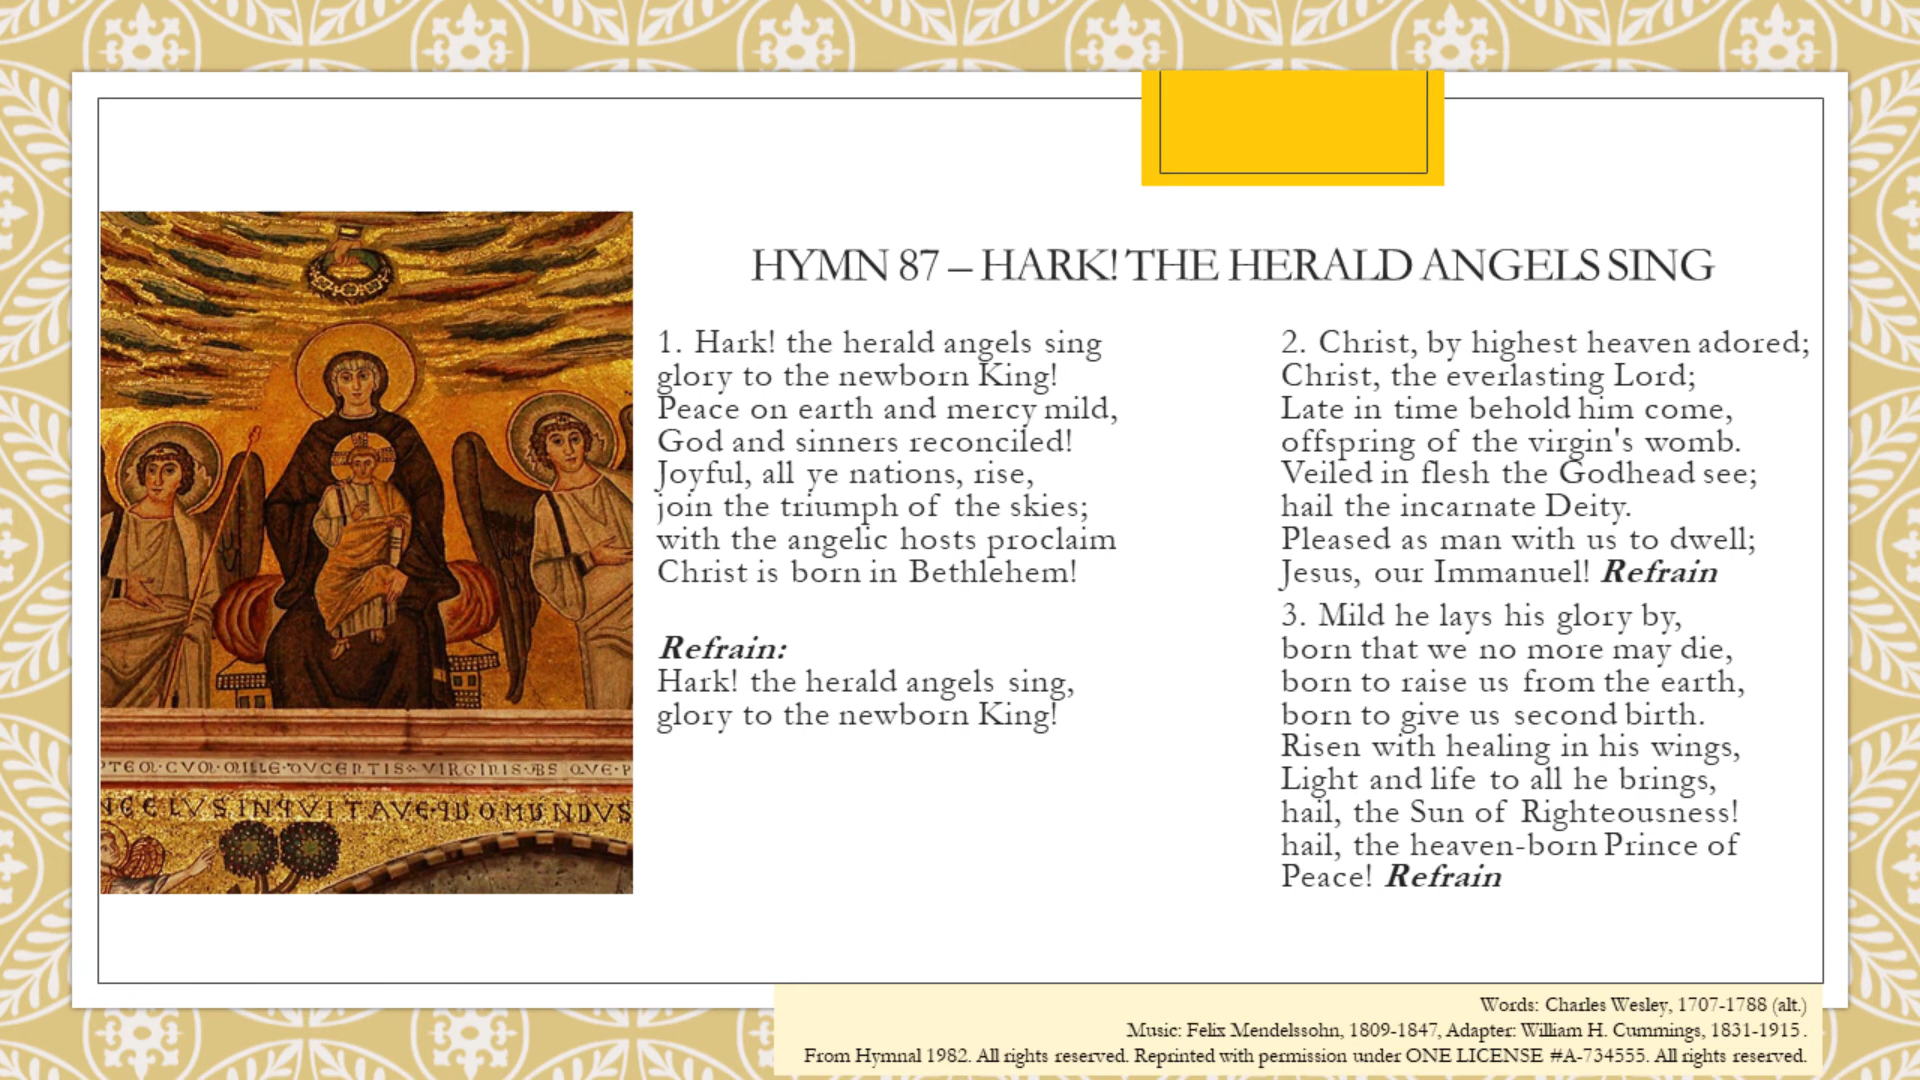 HYMN 87 – HARK! THE HERALD ANGELS SING
1. Hark! the herald angels sing
glory to the newborn King!
Peace on earth and mercy mild,
God and sinners reconciled!
Joyful, all ye nations, rise,
join the triumph of the skies;
with the angelic hosts proclaim
Christ is born in Bethlehem!
Refrain:
Hark! the herald angels sing,
glory to the newborn King!
2. Christ, by highest heaven adored;
Christ, the everlasting Lord;
Late in time behold him come,
offspring of the virgin's womb.
Veiled in flesh the Godhead see;
hail the incarnate Deity.
Pleased as man with us to dwell;
Jesus, our Immanuel! Refrain
3. Mild he lays his glory by,
born that we no more may die,
born to raise us from the earth,
born to give us second birth.
Risen with healing in his wings,
Light and life to all he brings,
hail, the Sun of Righteousness!
hail, the heaven-born Prince of
Peace! Refrain
VIRGINIS
Words: Charles Wesley, 1707-1788 (alt.)
Music: Felix Mendelssohn, 1809-1847, Adapter: William H. Cummings, 1831-1915.
From Hymnal 1982. All rights reserved. Reprinted with permission under ONE LICENSE #A-734555. All rights reserved.